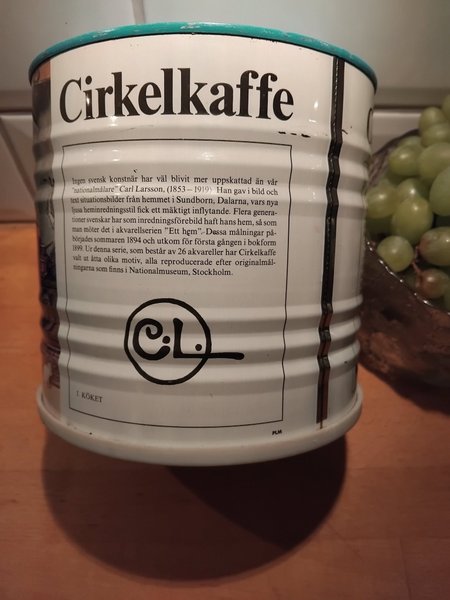 Cirkelkaffe
Ingen svensk konstnär har väl blivit mer uppskattad än vår
"nationalmålare" Carl Larsson, (1853 – 1919). Han gav i bild och
text situationsbilder från hemmet i Sundborn, Dalarna, vars nya
ljusa heminredningsstil fick ett mäktigt inflytande. Flera genera-
tioner svenskar har som inredningsförebild haft hans hem, så som
man möter det i akvarellserien "Ett hem". Dessa målningar på-
börjades sommaren 1894 och utkom för första gången i bokform
1899. Ur denna serie, som består av 26 akvareller har Cirkelkaffe
valt ut åtta olika motiv, alla reproducerade efter originalmål-
ningarna som finns i Nationalmuseum, Stockholm.
C.L.
1. KÖKET
PLM